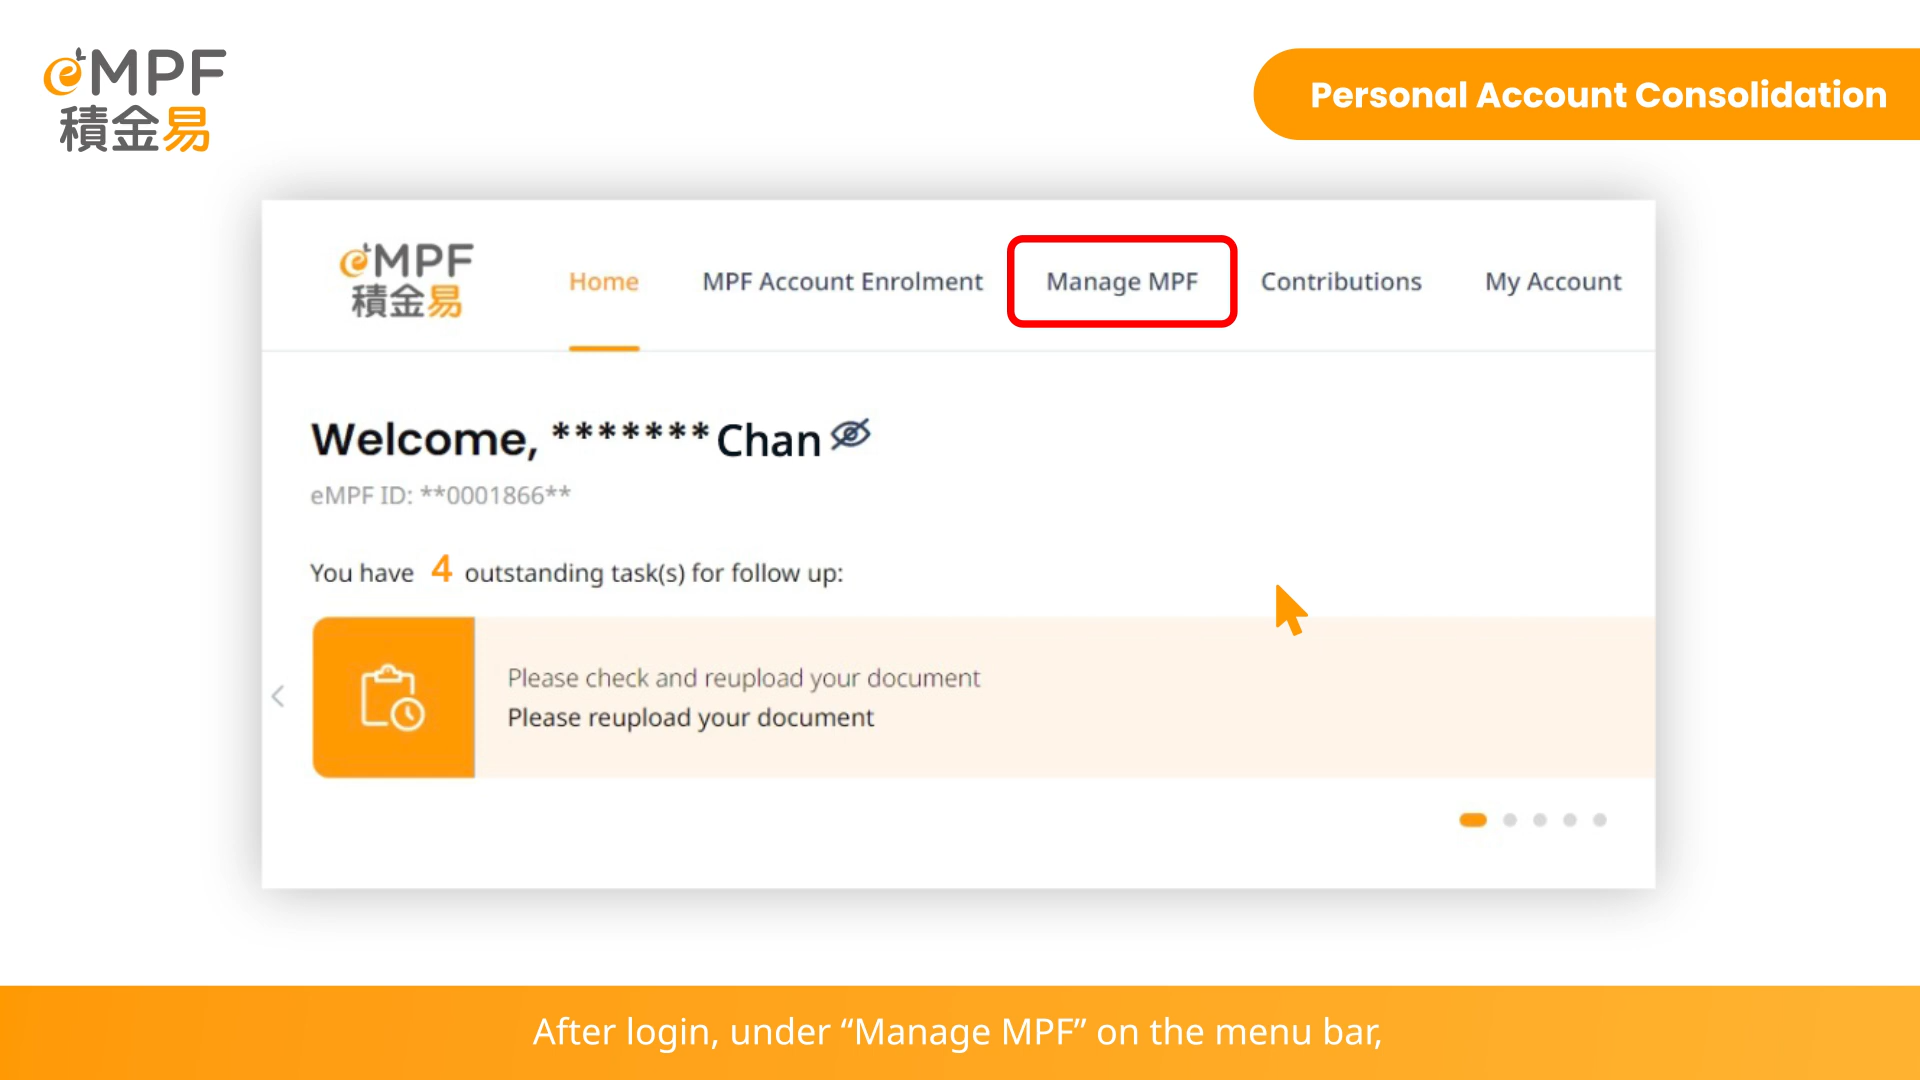 eMPF
積金易
Personal Account Consolidation
eMPF
積金易
Home
MPF Account Enrolment
Manage MPF
Contributions
My Account
Welcome, *******Chan
eMPF ID: **0001866**
You have 4 outstanding task(s) for follow up:
Please check and reupload your document
Please reupload your document
After login, under “Manage MPF” on the menu bar,